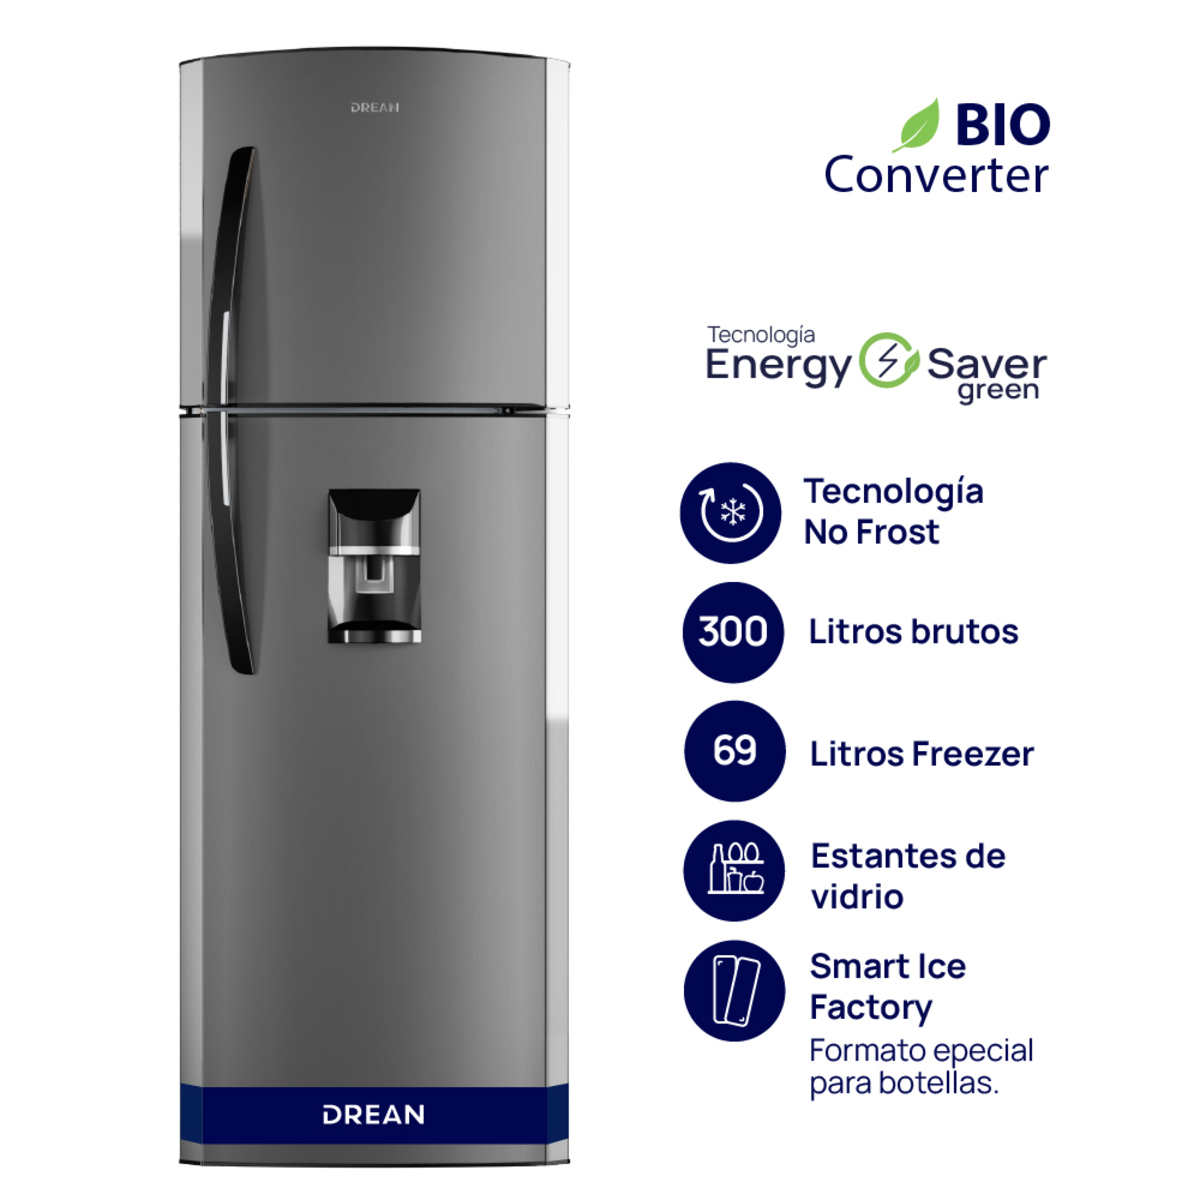 DREAN
BIO
Converter
Tecnología
Energy Saver
green
Tecnología
No Frost
300
Litros brutos
69
Litros Freezer
Estantes de
vidrio
Smart Ice
Factory
Formato epecial
para botellas.
DREAN